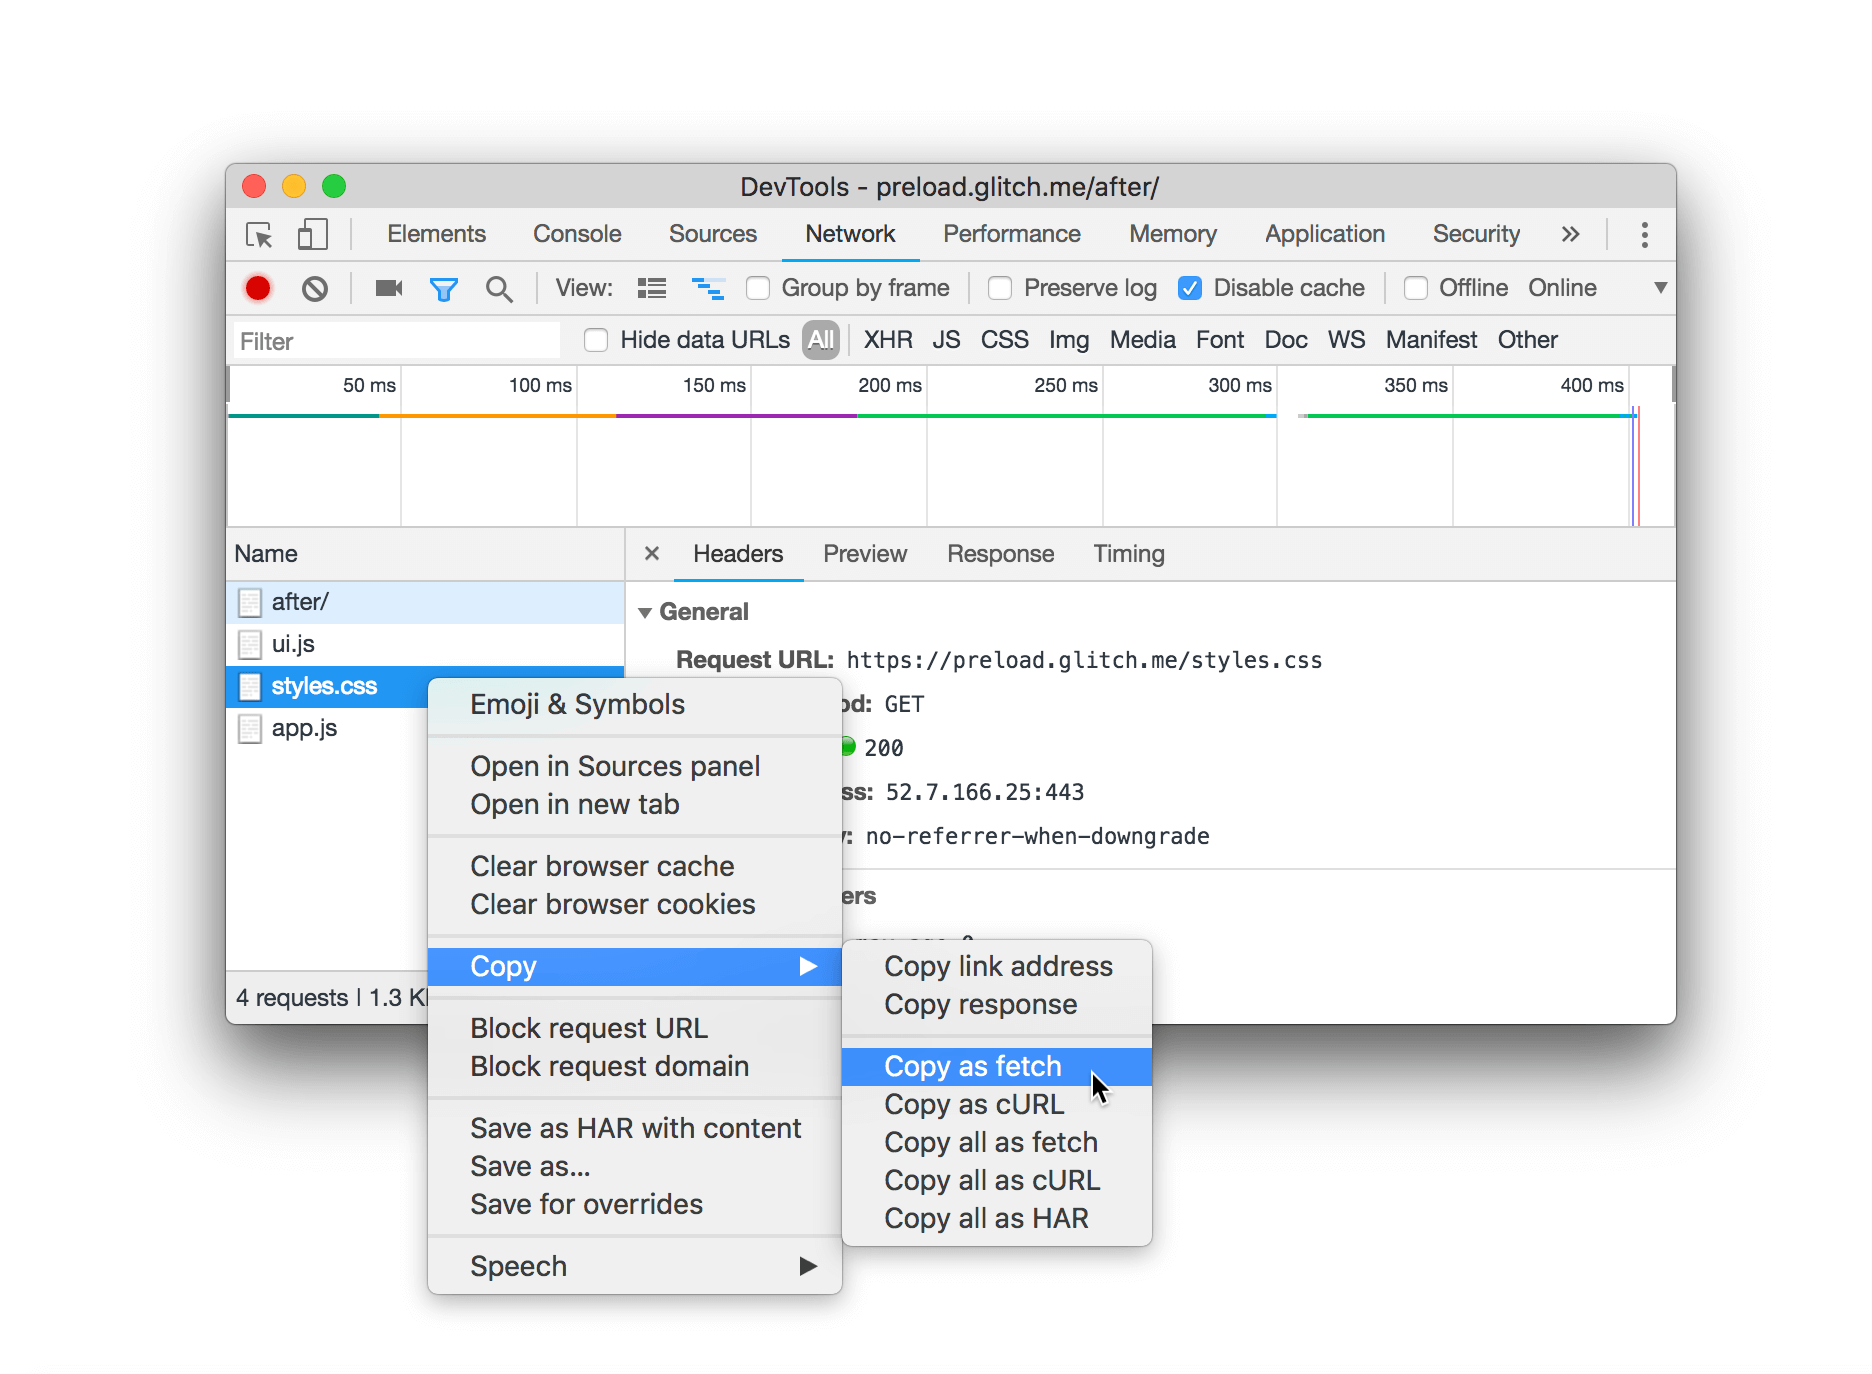 DevTools - preload.glitch.me/after/
Elements Console Sources Network Performance Memory Application Security »
View: Group by frame Preserve log Disable cache Offline Online
Filter Hide data URLs All XHR JS CSS Img Media Font Doc WS Manifest Other
50 ms 100 ms 150 ms 200 ms 250 ms 300 ms 350 ms 400 ms
Name
after/
ui.js
styles.css
app.js
4 requests | 1.3
× Headers Preview Response Timing
General
Request URL: https://preload.glitch.me/styles.css
od: GET
200
ss: 52.7.166.25:443
y: no-referrer-when-downgrade
ers
Emoji & Symbols
Open in Sources panel
Open in new tab
Clear browser cache
Clear browser cookies
Copy
Block request URL
Block request domain
Save as HAR with content
Save as...
Save for overrides
Speech
Copy link address
Copy response
Copy as fetch
Copy as cURL
Copy all as fetch
Copy all as cURL
Copy all as HAR